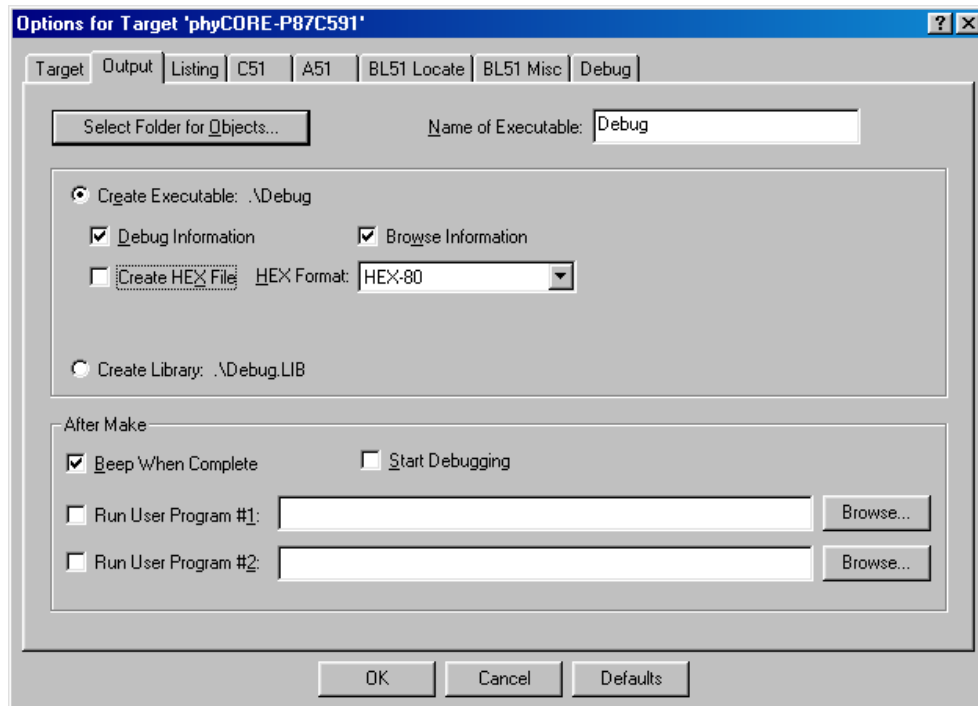 Options for Target 'phyCORE-P87C591'
Target Output Listing C51 A51 BL51 Locate BL51 Misc Debug
Select Folder for Objects... Name of Executable: Debug
Create Executable: .\Debug
Debug Information Browse Information
Create HEX File HEX Format: HEX-80
Create Library: .\Debug.LIB
After Make
Beep When Complete Start Debugging
Run User Program #1: Browse...
Run User Program #2: Browse...
OK Cancel Defaults